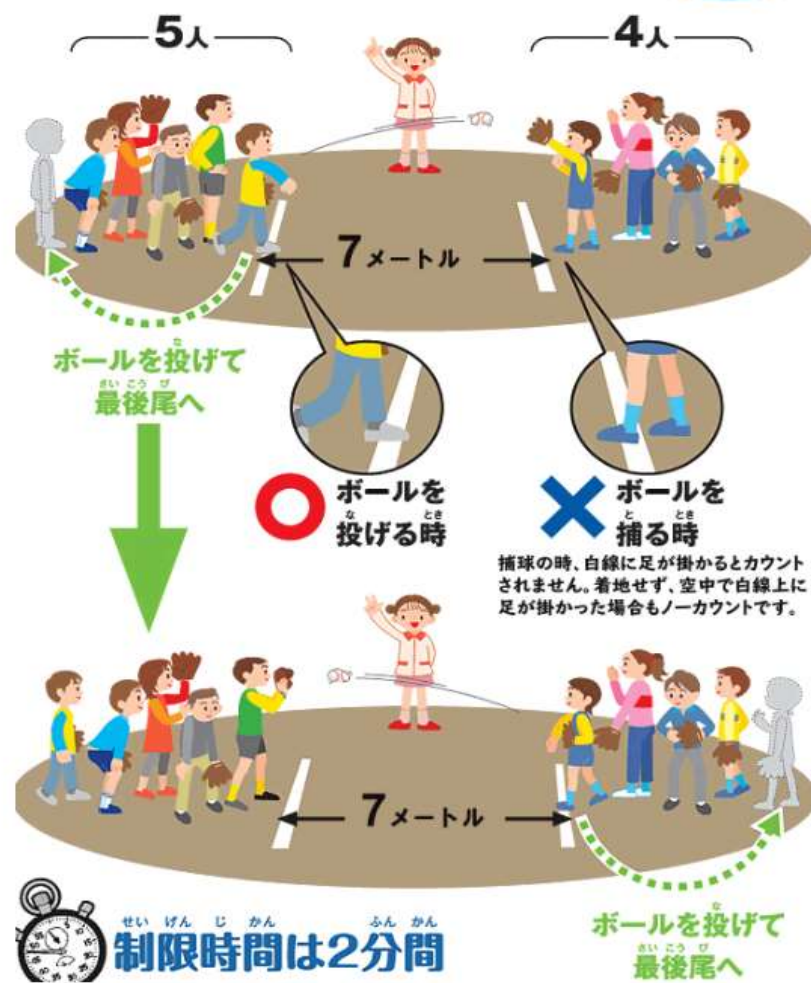 5人
4人
7メートル
ボールを投げて
最後尾へ
ボールを
投げる時
ボールを
捕る時
捕球の時、白線に足が掛かるとカウント
されません。着地せず、空中で白線上に
足が掛かった場合もノーカウントです。
7メートル
制限時間は2分間
ボールを投げて
最後尾へ